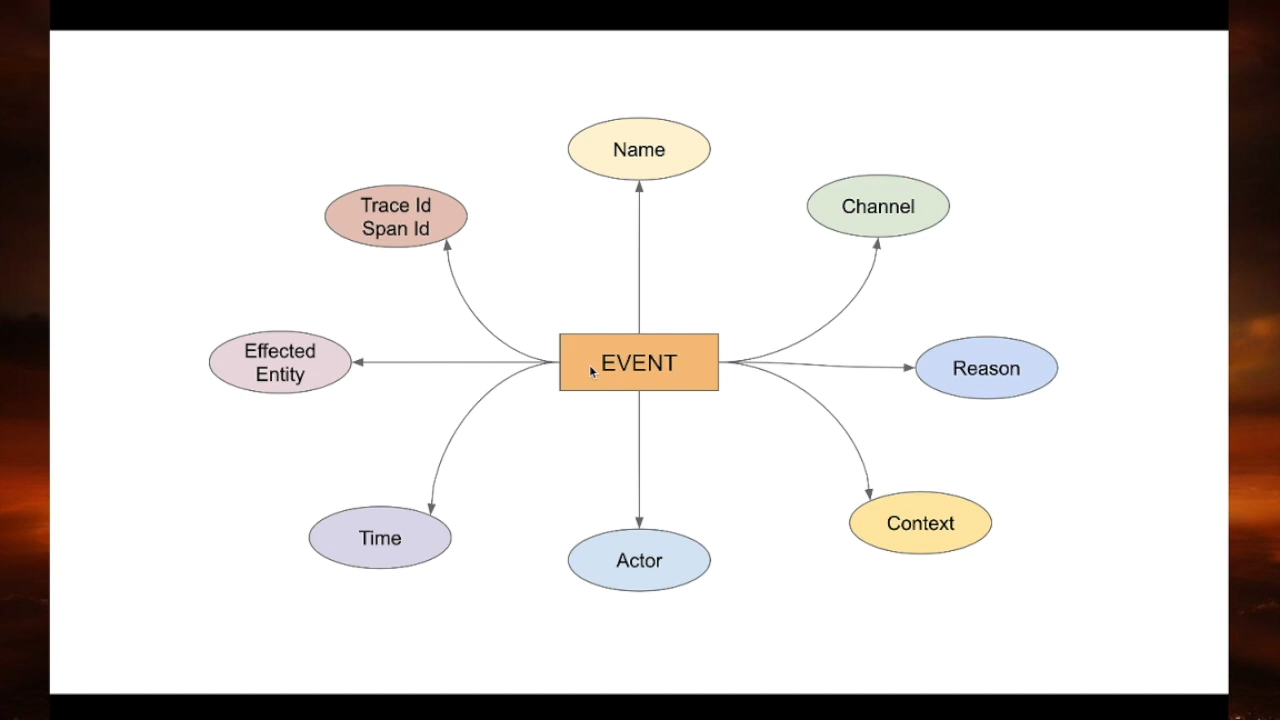 Name
Trace Id
Span Id
Channel
Effected
Entity
EVENT
Reason
Time
Actor
Context